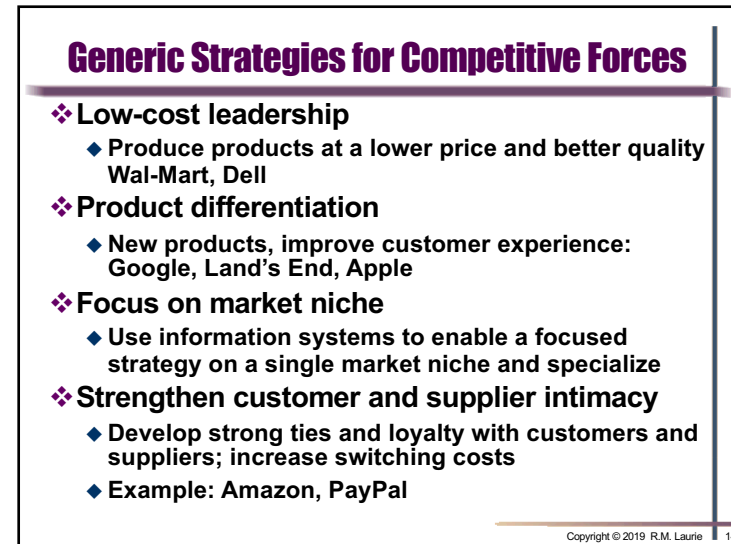 Generic Strategies for Competitive Forces
Low-cost leadership
Produce products at a lower price and better quality
Wal-Mart, Dell
Product differentiation
New products, improve customer experience:
Google, Land's End, Apple
Focus on market niche
Use information systems to enable a focused
strategy on a single market niche and specialize
Strengthen customer and supplier intimacy
Develop strong ties and loyalty with customers and
suppliers; increase switching costs
Example: Amazon, PayPal
Copyright © 2019 R.M. Laurie